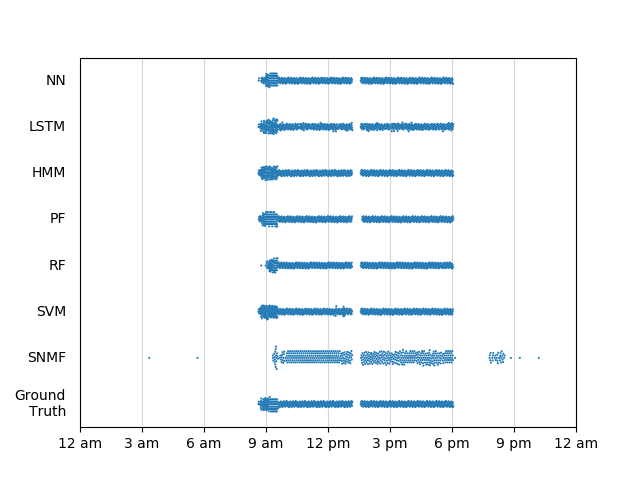 NN
LSTM
HMM
PF
RF
SVM
SNMF
Ground
Truth
12 am 3 am 6 am 9 am 12 pm 3 pm 6 pm 9 pm 12 am